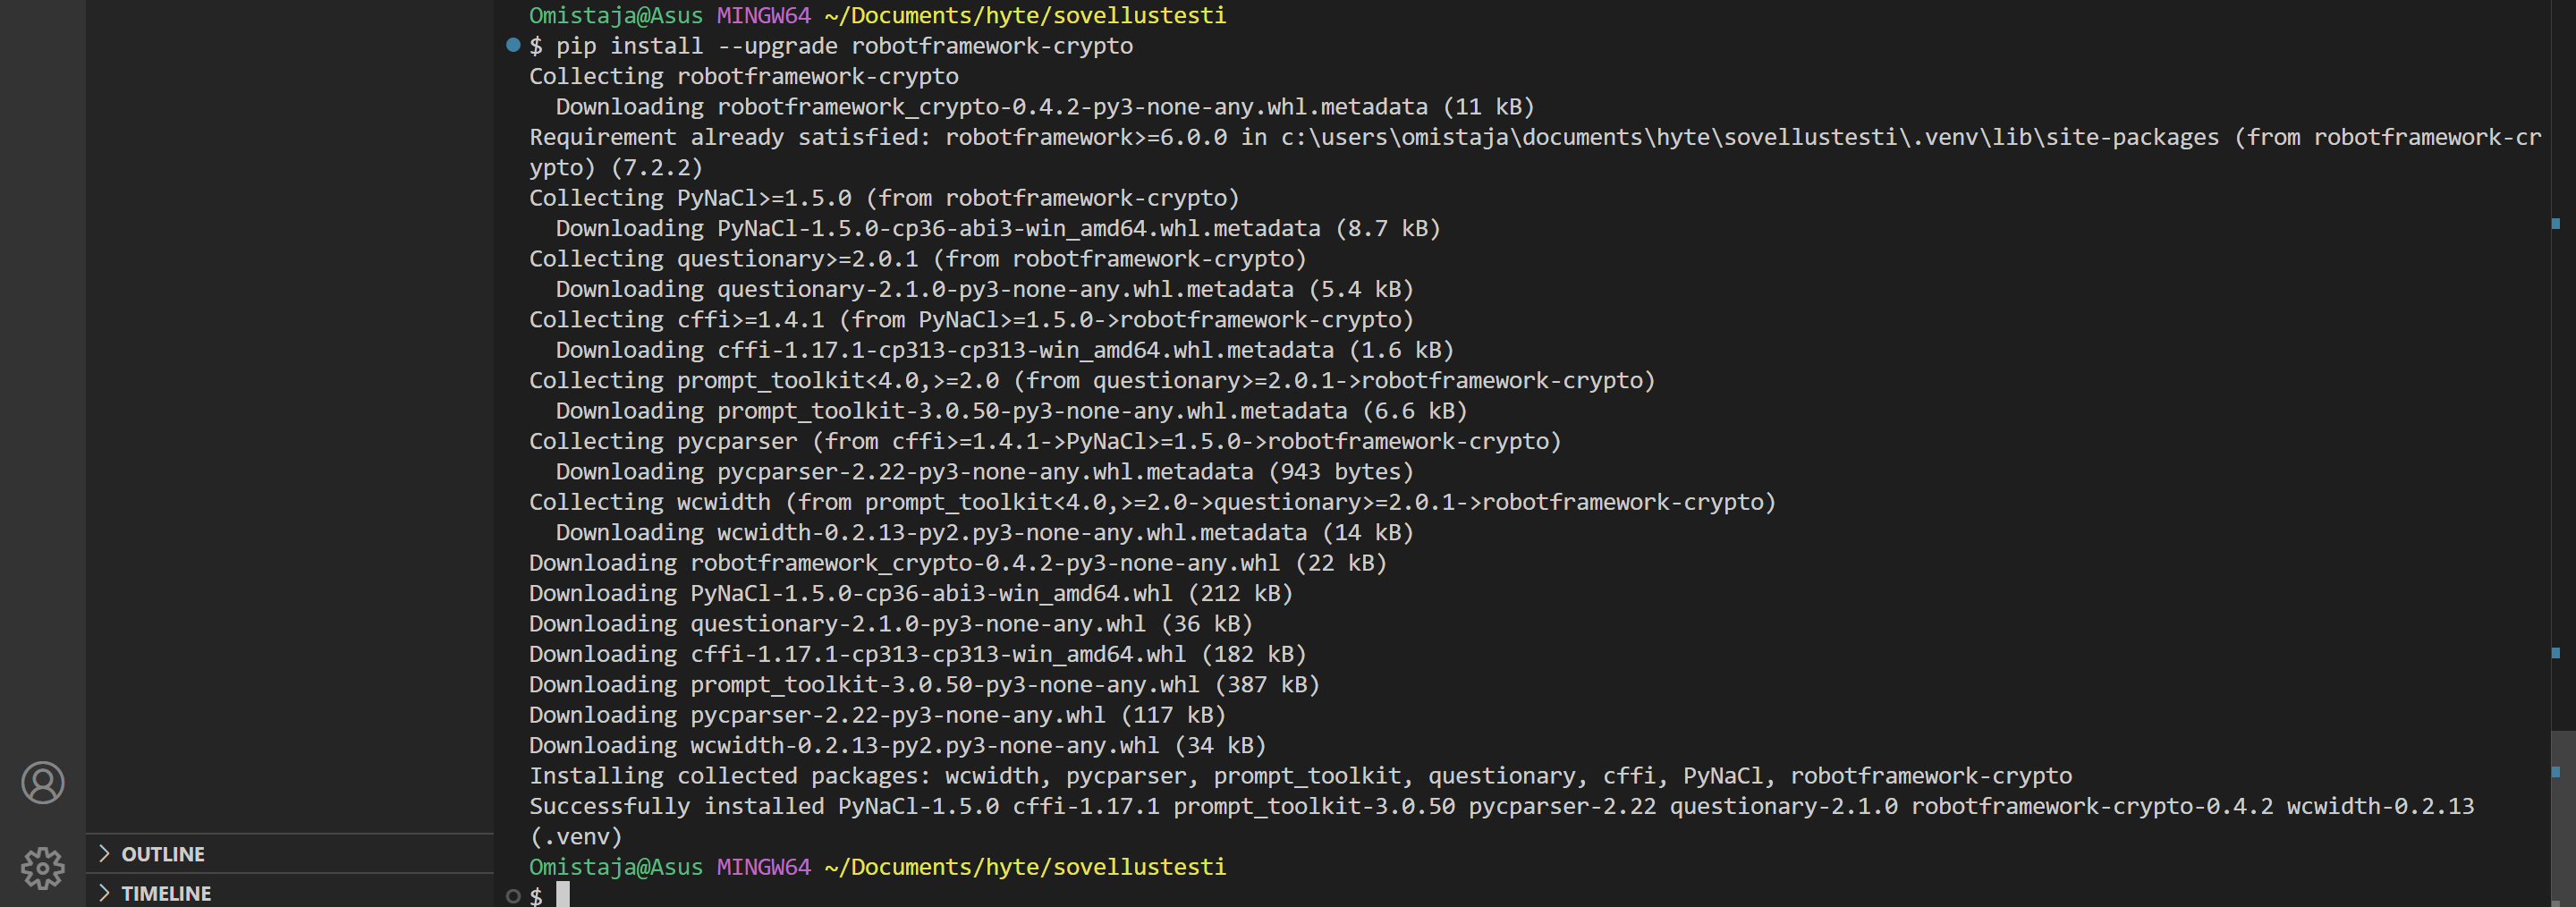 Omistaja@Asus MINGW64 ~/Documents/hyte/sovellustesti
$ pip install --upgrade robotframework-crypto
Collecting robotframework-crypto
  Downloading robotframework_crypto-0.4.2-py3-none-any.whl.metadata (11 kB)
Requirement already satisfied: robotframework>=6.0.0 in c:\users\omistaja\documents\hyte\sovellustesti\.venv\lib\site-packages (from robotframework-cr
ypto) (7.2.2)
Collecting PyNaCl>=1.5.0 (from robotframework-crypto)
  Downloading PyNaCl-1.5.0-cp36-abi3-win_amd64.whl.metadata (8.7 kB)
Collecting questionary>=2.0.1 (from robotframework-crypto)
  Downloading questionary-2.1.0-py3-none-any.whl.metadata (5.4 kB)
Collecting cffi>=1.4.1 (from PyNaCl>=1.5.0->robotframework-crypto)
  Downloading cffi-1.17.1-cp313-cp313-win_amd64.whl.metadata (1.6 kB)
Collecting prompt_toolkit<4.0,>=2.0 (from questionary>=2.0.1->robotframework-crypto)
  Downloading prompt_toolkit-3.0.50-py3-none-any.whl.metadata (6.6 kB)
Collecting pycparser (from cffi>=1.4.1->PyNaCl>=1.5.0->robotframework-crypto)
  Downloading pycparser-2.22-py3-none-any.whl.metadata (943 bytes)
Collecting wcwidth (from prompt_toolkit<4.0,>=2.0->questionary>=2.0.1->robotframework-crypto)
  Downloading wcwidth-0.2.13-py2.py3-none-any.whl.metadata (14 kB)
Downloading robotframework_crypto-0.4.2-py3-none-any.whl (22 kB)
Downloading PyNaCl-1.5.0-cp36-abi3-win_amd64.whl (212 kB)
Downloading questionary-2.1.0-py3-none-any.whl (36 kB)
Downloading cffi-1.17.1-cp313-cp313-win_amd64.whl (182 kB)
Downloading prompt_toolkit-3.0.50-py3-none-any.whl (387 kB)
Downloading pycparser-2.22-py3-none-any.whl (117 kB)
Downloading wcwidth-0.2.13-py2.py3-none-any.whl (34 kB)
Installing collected packages: wcwidth, pycparser, prompt_toolkit, questionary, cffi, PyNaCl, robotframework-crypto
Successfully installed PyNaCl-1.5.0 cffi-1.17.1 prompt_toolkit-3.0.50 pycparser-2.22 questionary-2.1.0 robotframework-crypto-0.4.2 wcwidth-0.2.13
(.venv)
Omistaja@Asus MINGW64 ~/Documents/hyte/sovellustesti
$
OUTLINE
TIMELINE